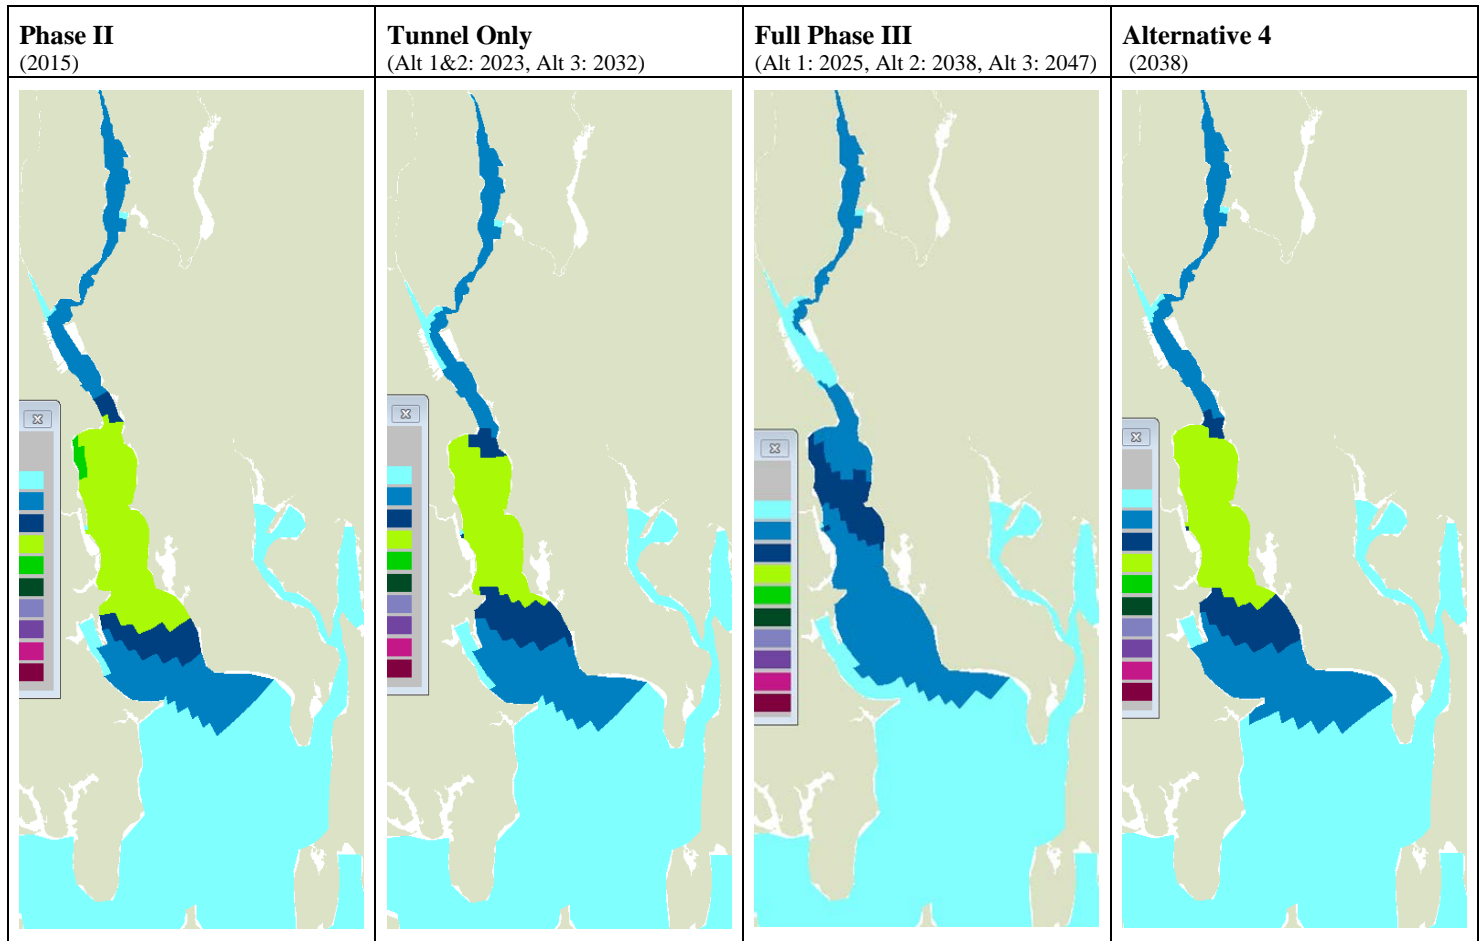 Phase II
(2015)
Tunnel Only
(Alt 1&2: 2023, Alt 3: 2032)
Full Phase III
(Alt 1: 2025, Alt 2: 2038, Alt 3: 2047)
Alternative 4
(2038)